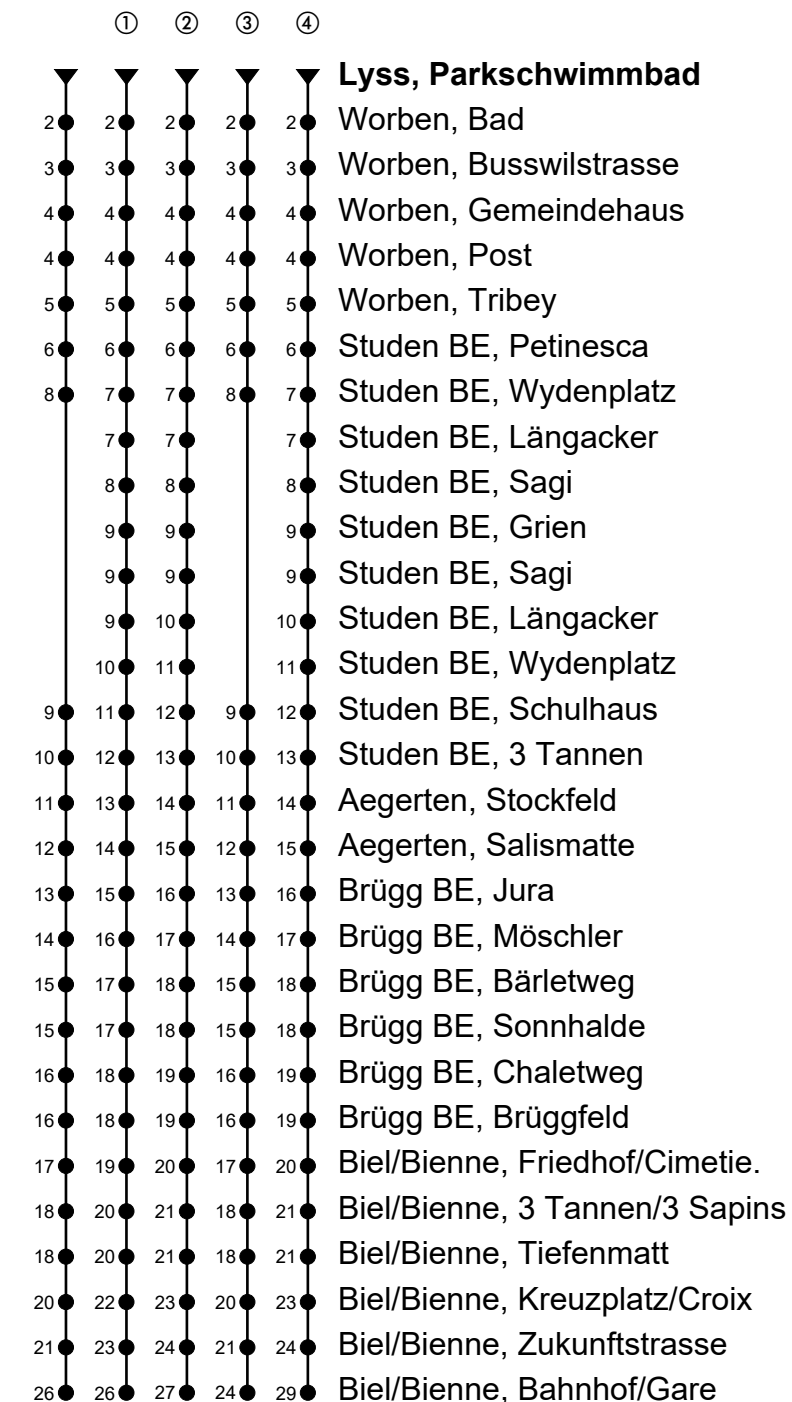 ① ② ③ ④
Lyss, Parkschwimmbad
2 2 2 2 2 Worben, Bad
3 3 3 3 3 Worben, Busswilstrasse
4 4 4 4 4 Worben, Gemeindehaus
4 4 4 4 4 Worben, Post
5 5 5 5 5 Worben, Tribey
6 6 6 6 6 Studen BE, Petinesca
8 7 7 8 7 Studen BE, Wydenplatz
7 7 7 Studen BE, Längacker
8 8 8 Studen BE, Sagi
9 9 9 Studen BE, Grien
9 9 9 Studen BE, Sagi
9 10 10 Studen BE, Längacker
10 11 11 Studen BE, Wydenplatz
9 11 12 9 12 Studen BE, Schulhaus
10 12 13 10 13 Studen BE, 3 Tannen
11 13 14 11 14 Aegerten, Stockfeld
12 14 15 12 15 Aegerten, Salismatte
13 15 16 13 16 Brügg BE, Jura
14 16 17 14 17 Brügg BE, Möschler
15 17 18 15 18 Brügg BE, Bärletweg
15 17 18 15 18 Brügg BE, Sonnhalde
16 18 19 16 19 Brügg BE, Chaletweg
16 18 19 16 19 Brügg BE, Brüggfeld
17 19 20 17 20 Biel/Bienne, Friedhof/Cimetie.
18 20 21 18 21 Biel/Bienne, 3 Tannen/3 Sapins
18 20 21 18 21 Biel/Bienne, Tiefenmatt
20 22 23 20 23 Biel/Bienne, Kreuzplatz/Croix
21 23 24 21 24 Biel/Bienne, Zukunftstrasse
26 26 27 24 29 Biel/Bienne, Bahnhof/Gare